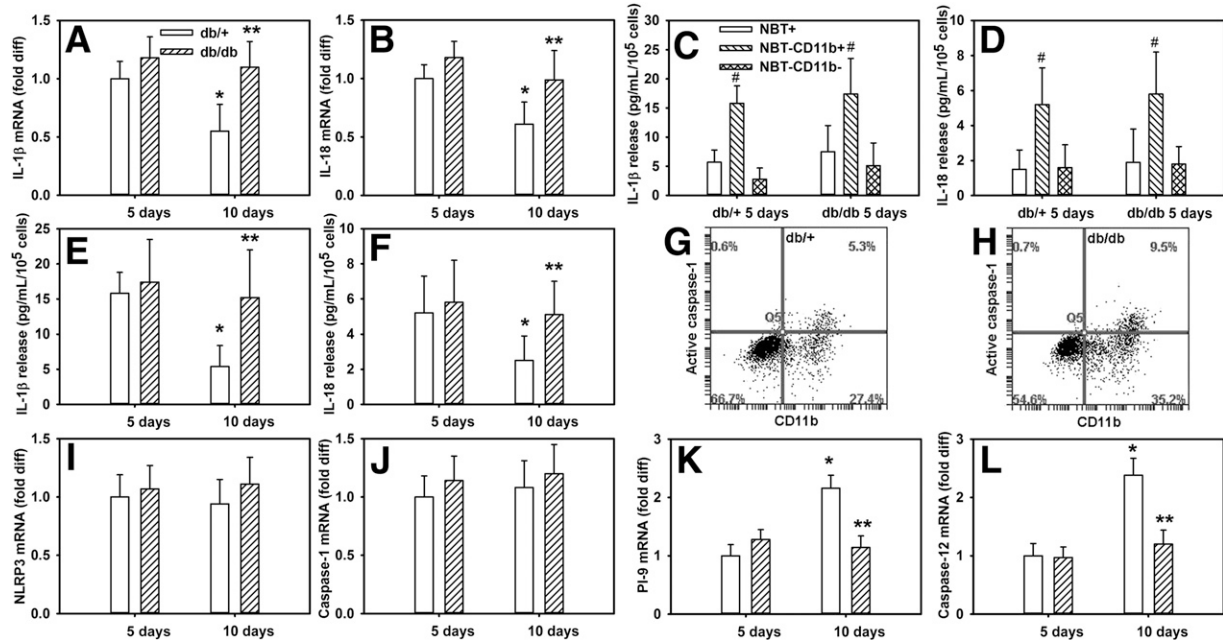 A
db/+
db/db
*
**
IL-1β mRNA (fold diff)
1.5
1.0
0.5
0.0
5 days
10 days
B
*
**
IL-18 mRNA (fold diff)
1.5
1.0
0.5
0.0
5 days
10 days
C
NBT+
NBT-CD11b+
NBT-CD11b-
#
#
IL-1β release (pg/mL/10⁵ cells)
30
25
20
15
10
5
0
db/+ 5 days
db/db 5 days
D
#
#
IL-18 release (pg/mL/10⁵ cells)
10
8
6
4
2
0
db/+ 5 days
db/db 5 days
E
*
**
IL-1β release (pg/mL/10⁵ cells)
25
20
15
10
5
0
5 days
10 days
F
*
**
IL-18 release (pg/mL/10⁵ cells)
10
8
6
4
2
0
5 days
10 days
G
db/+
0.6%
5.3%
Q5
66.7%
27.4%
Active caspase-1
CD11b
H
db/db
0.7%
9.5%
Q5
54.6%
35.2%
Active caspase-1
CD11b
I
NLRP3 mRNA (fold diff)
1.5
1.0
0.5
0.0
5 days
10 days
J
Caspase-1 mRNA (fold diff)
1.5
1.0
0.5
0.0
5 days
10 days
K
*
**
PI-9 mRNA (fold diff)
3
2
1
0
5 days
10 days
L
*
**
Caspase-12 mRNA (fold diff)
3
2
1
0
5 days
10 days